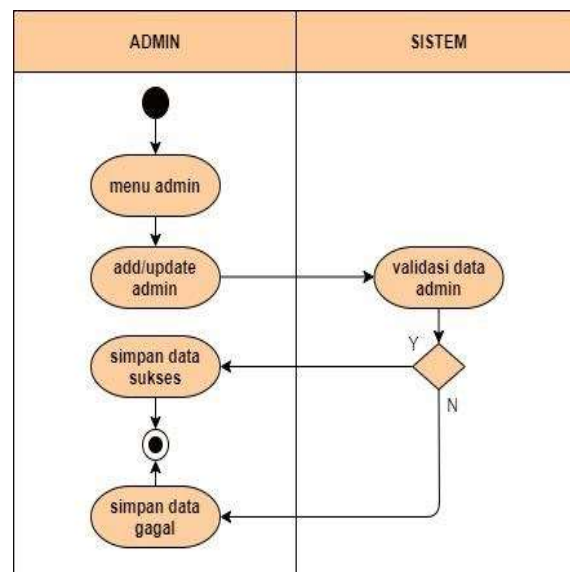 ADMIN
SISTEM
menu admin
add/update
admin
validasi data
admin
Y
simpan data
sukses
N
simpan data
gagal